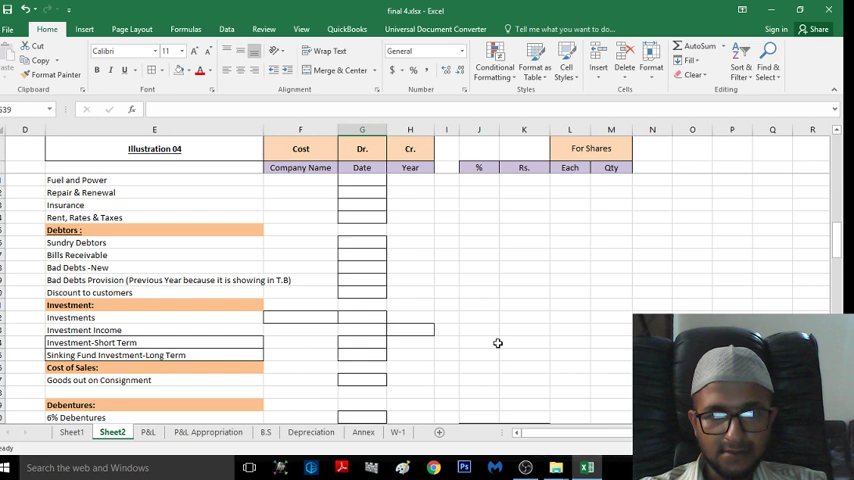 final 4.xlsx - Excel
File Home Insert Page Layout Formulas Data Review View QuickBooks Universal Document Converter Tell me what you want to do... Sign in Share
Cut
Copy
Format Painter
Calibri 11
Wrap Text
Merge & Center
General
Conditional Formatting
Format as Table
Cell Styles
Insert Delete Format
AutoSum
Fill
Clear
Sort & Filter
Find & Select
Clipboard Font Alignment Number Styles Cells Editing
G39
D E F G H I J K L M N O P Q R
Illustration 04 Cost Dr. Cr. For Shares
Company Name Date Year % Rs. Each Qty
Fuel and Power
Repair & Renewal
Insurance
Rent, Rates & Taxes
Debtors :
Sundry Debtors
Bills Receivable
Bad Debts -New
Bad Debts Provision (Previous Year because it is showing in T.B)
Discount to customers
Investment:
Investments
Investment Income
Investment-Short Term
Sinking Fund Investment-Long Term
Cost of Sales:
Goods out on Consignment
Debentures:
6% Debentures
Sheet1 Sheet2 P&L P&L Appropriation B.S Depreciation Annex W-1
Search the web and Windows